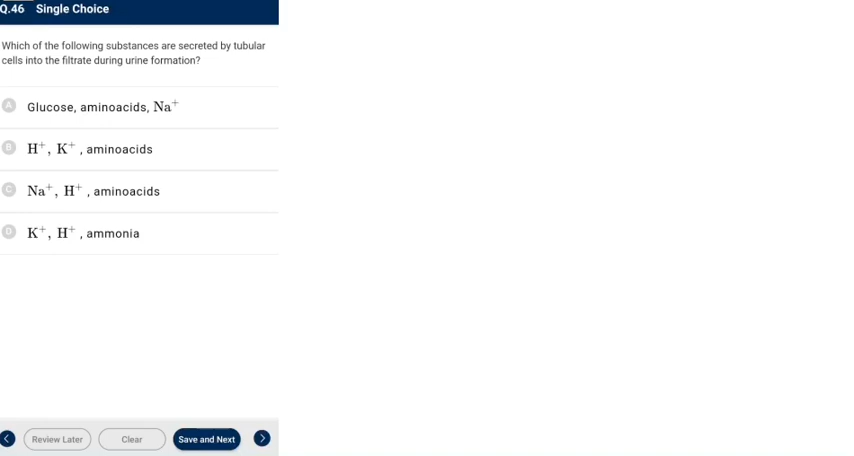 Q.46 Single Choice
Which of the following substances are secreted by tubular
cells into the filtrate during urine formation?
A Glucose, aminoacids, Na⁺
B H⁺, K⁺ , aminoacids
C Na⁺, H⁺ , aminoacids
D K⁺, H⁺ , ammonia
Review Later Clear Save and Next